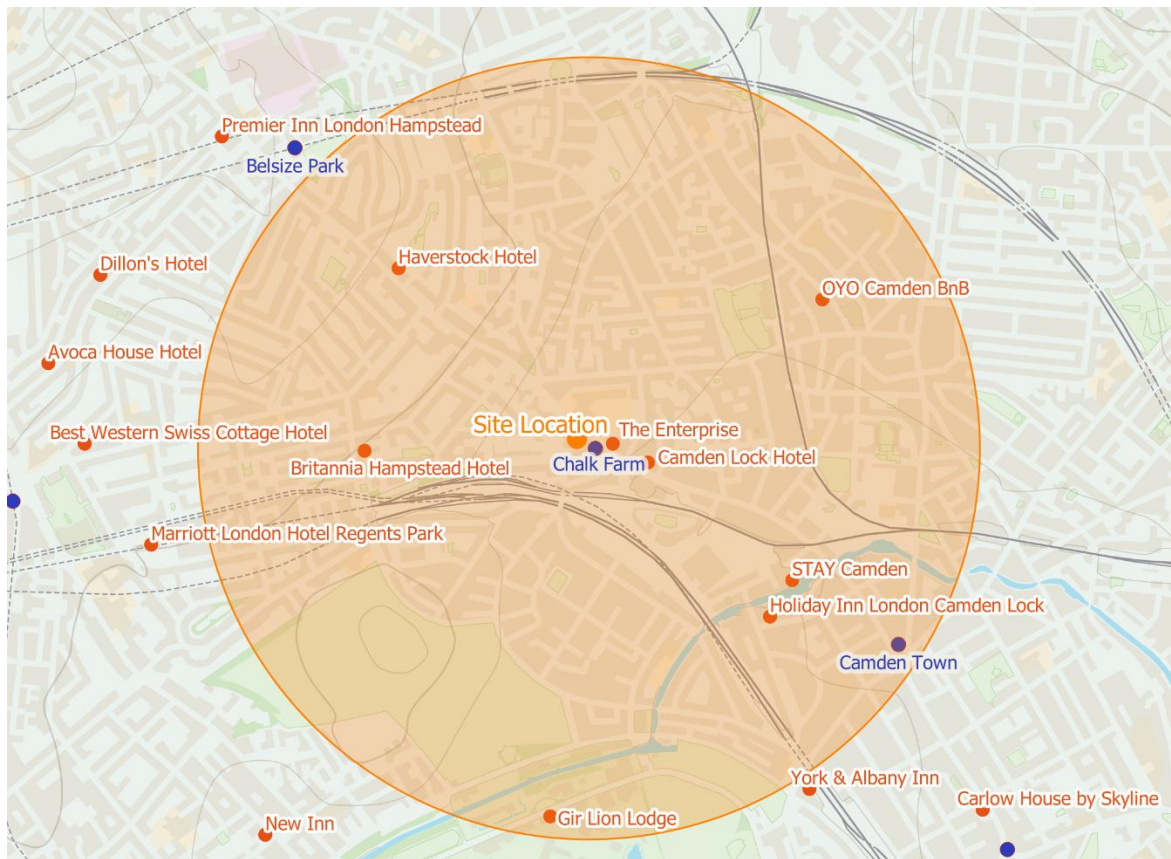 Premier Inn London Hampstead
Belsize Park
Haverstock Hotel
Dillon's Hotel
OYO Camden BnB
Avoca House Hotel
Site Location
The Enterprise
Best Western Swiss Cottage Hotel
Britannia Hampstead Hotel
Chalk Farm
Camden Lock Hotel
Marriott London Hotel Regents Park
STAY Camden
Holiday Inn London Camden Lock
Camden Town
York & Albany Inn
Carlow House by Skyline
Gir Lion Lodge
New Inn